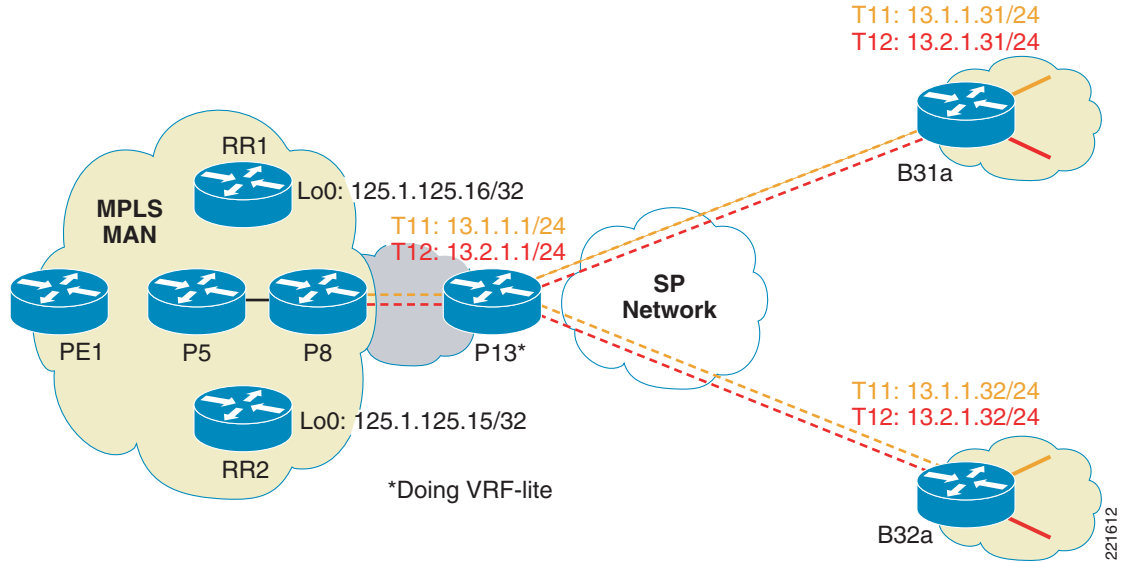 T11: 13.1.1.31/24
T12: 13.2.1.31/24
B31a
RR1
Lo0: 125.1.125.16/32
MPLS
MAN
T11: 13.1.1.1/24
T12: 13.2.1.1/24
SP
Network
PE1
P5
P8
P13*
Lo0: 125.1.125.15/32
RR2
*Doing VRF-lite
T11: 13.1.1.32/24
T12: 13.2.1.32/24
B32a
221612